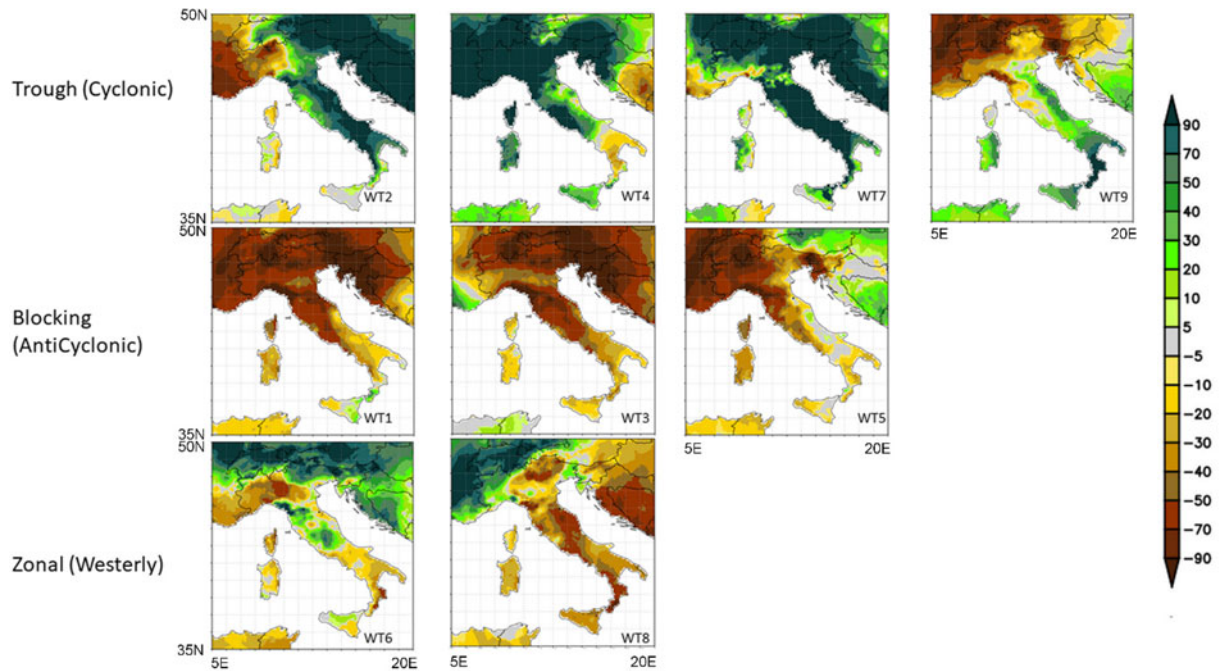 50N
Trough (Cyclonic)
WT2
WT4
WT7
WT9
35N
5E
20E
50N
Blocking
(AntiCyclonic)
WT1
WT3
WT5
35N
5E
20E
50N
Zonal (Westerly)
WT6
WT8
35N
5E
20E
5E
20E
90
70
50
40
30
20
10
5
−5
−10
−20
−30
−40
−50
−70
−90